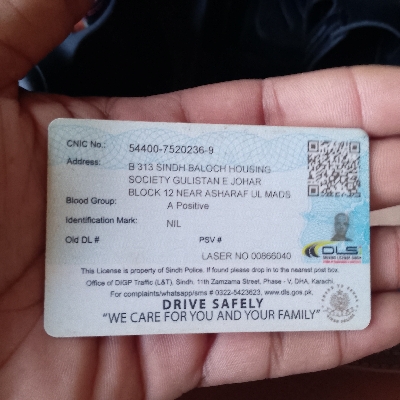 CNIC No.: 54400-7520236-9
Address: B 313 SINDH BALOCH HOUSING
SOCIETY GULISTAN E JOHAR
BLOCK 12 NEAR ASHARAF UL MADS
Blood Group: A Positive
Identification Mark: NIL
Old DL # PSV #
LASER NO 00866040
DLS
This License is property of Sindh Police. If found please drop in to the nearest post box
Office of DIGP Traffic (L&T), Sindh. 11th Zamzama Street, Phase - V, DHA, Karachi.
For complaints/whatsapp/sms # 0322-5423623, www.dls.gos.pk,
DRIVE SAFELY
"WE CARE FOR YOU AND YOUR FAMILY"